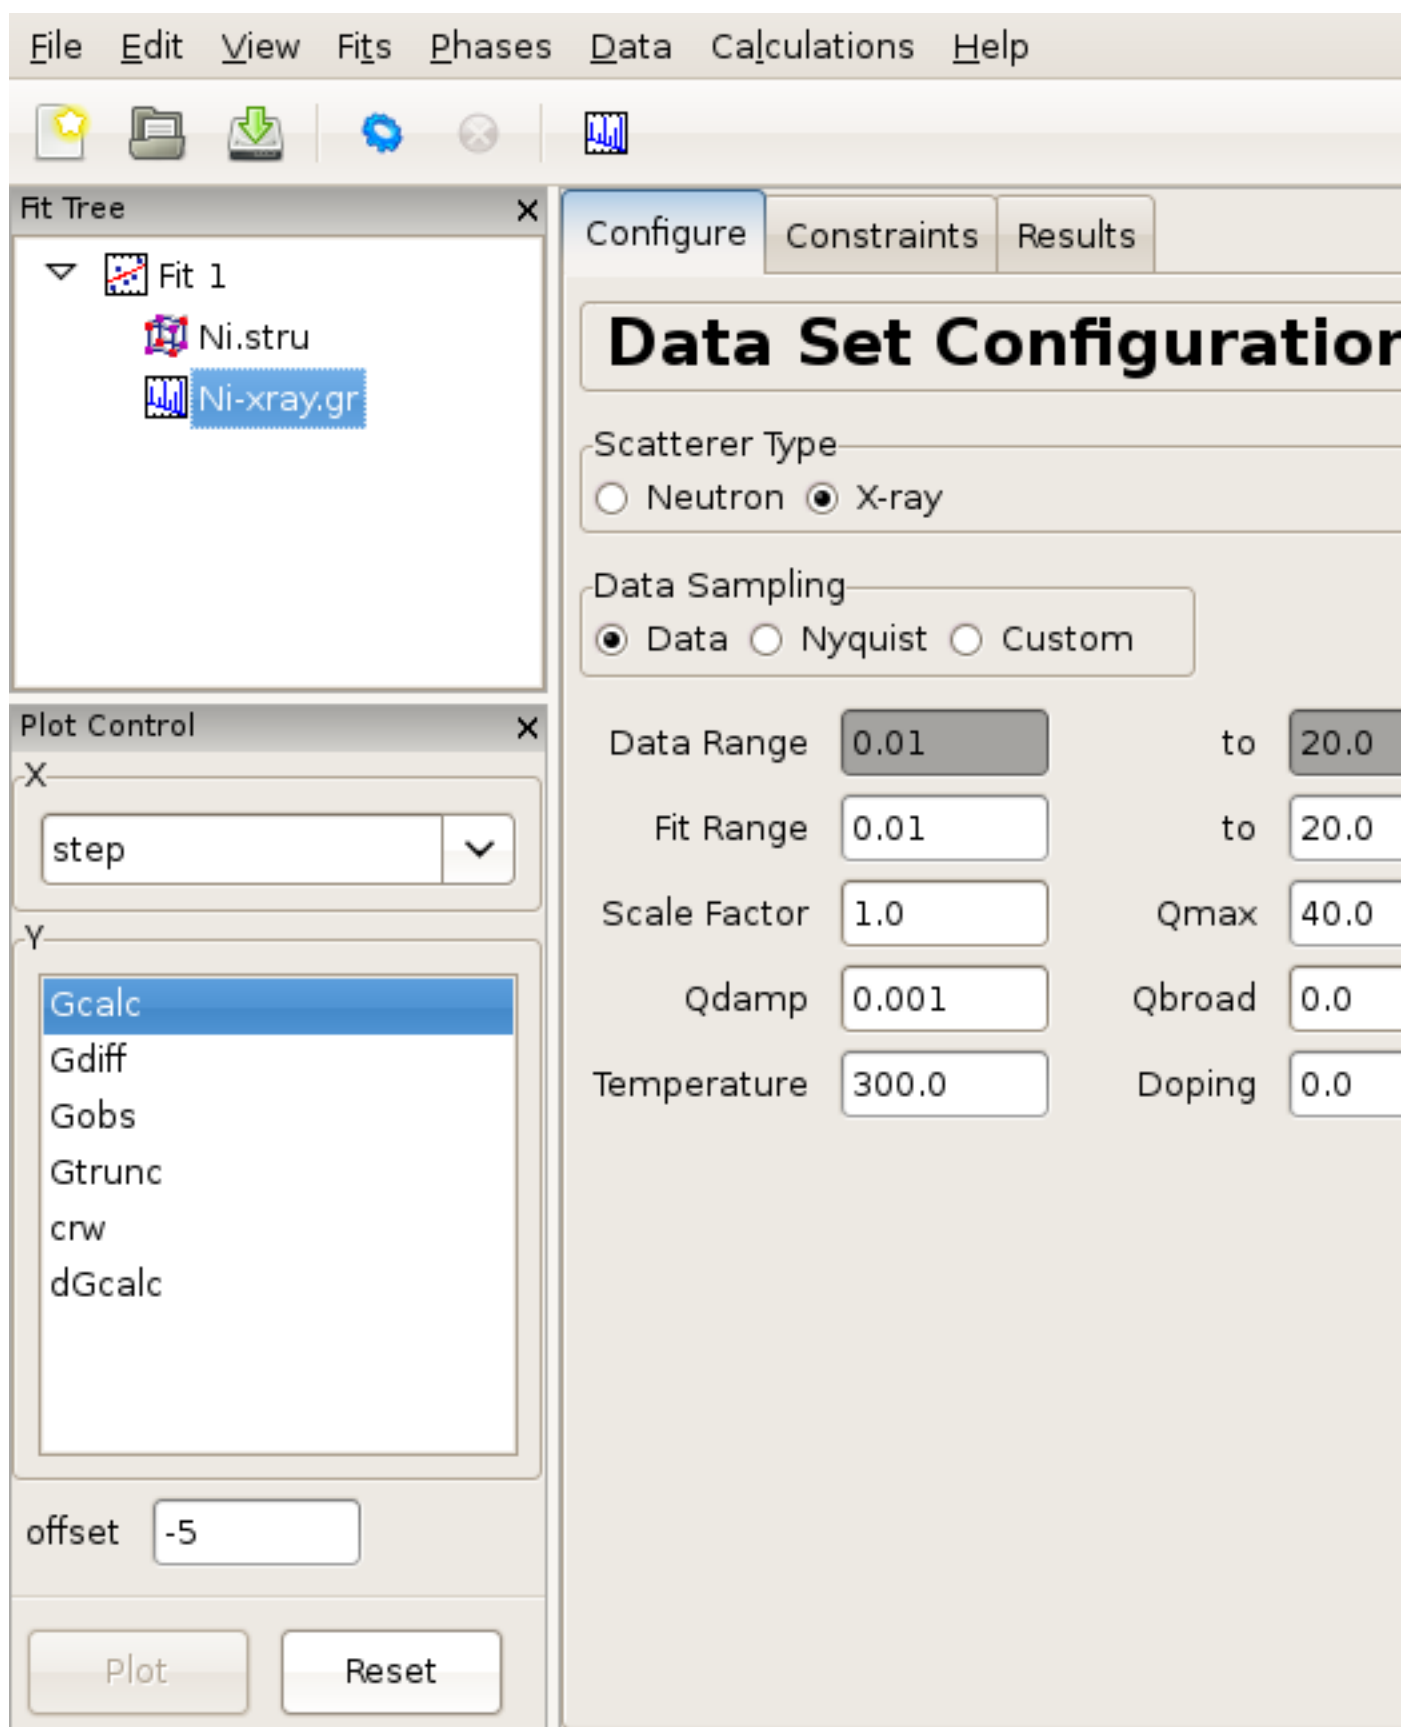 File Edit View Fits Phases Data Calculations Help
Fit Tree
Fit 1
Ni.stru
Ni-xray.gr
Plot Control
X
step
Y
Gcalc
Gdiff
Gobs
Gtrunc
crw
dGcalc
offset -5
Plot Reset
Configure Constraints Results
Data Set Configuration
Scatterer Type
Neutron X-ray
Data Sampling
Data Nyquist Custom
Data Range 0.01 to 20.0
Fit Range 0.01 to 20.0
Scale Factor 1.0 Qmax 40.0
Qdamp 0.001 Qbroad 0.0
Temperature 300.0 Doping 0.0